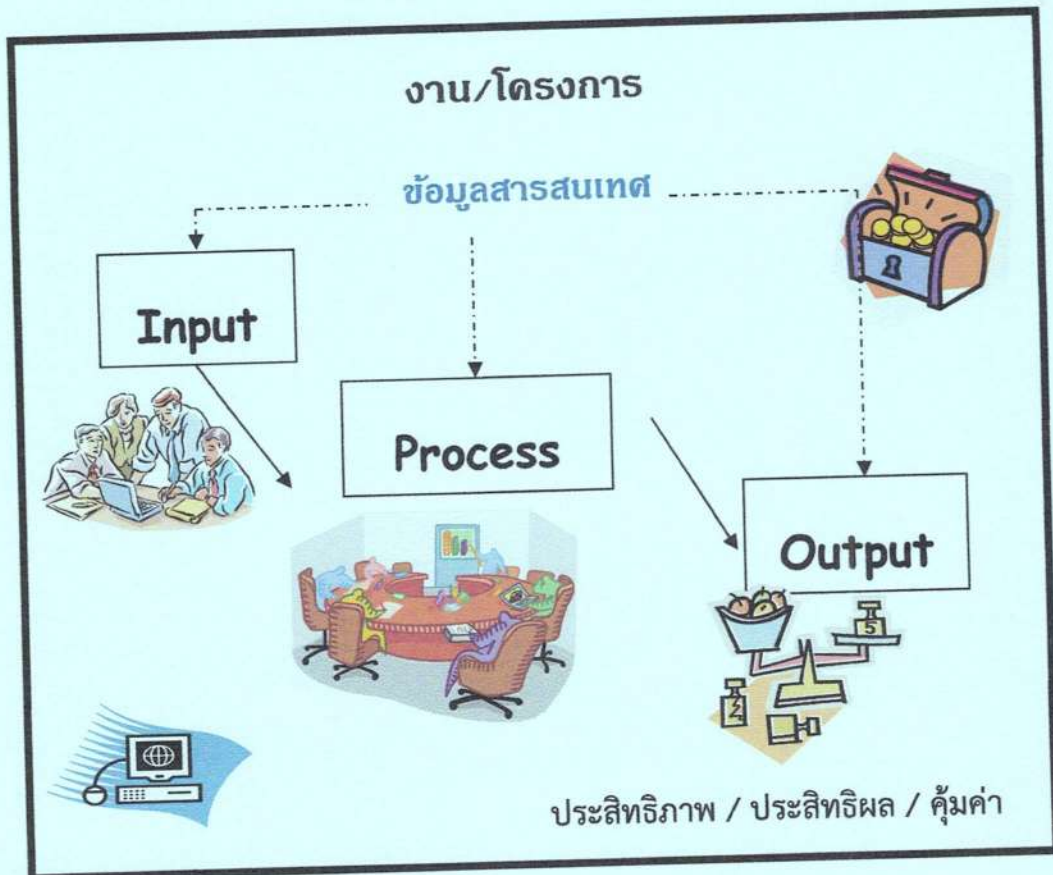 งาน/โครงการ
ข้อมูลสารสนเทศ
Input
Process
Output
5
2
ประสิทธิภาพ / ประสิทธิผล / คุ้มค่า